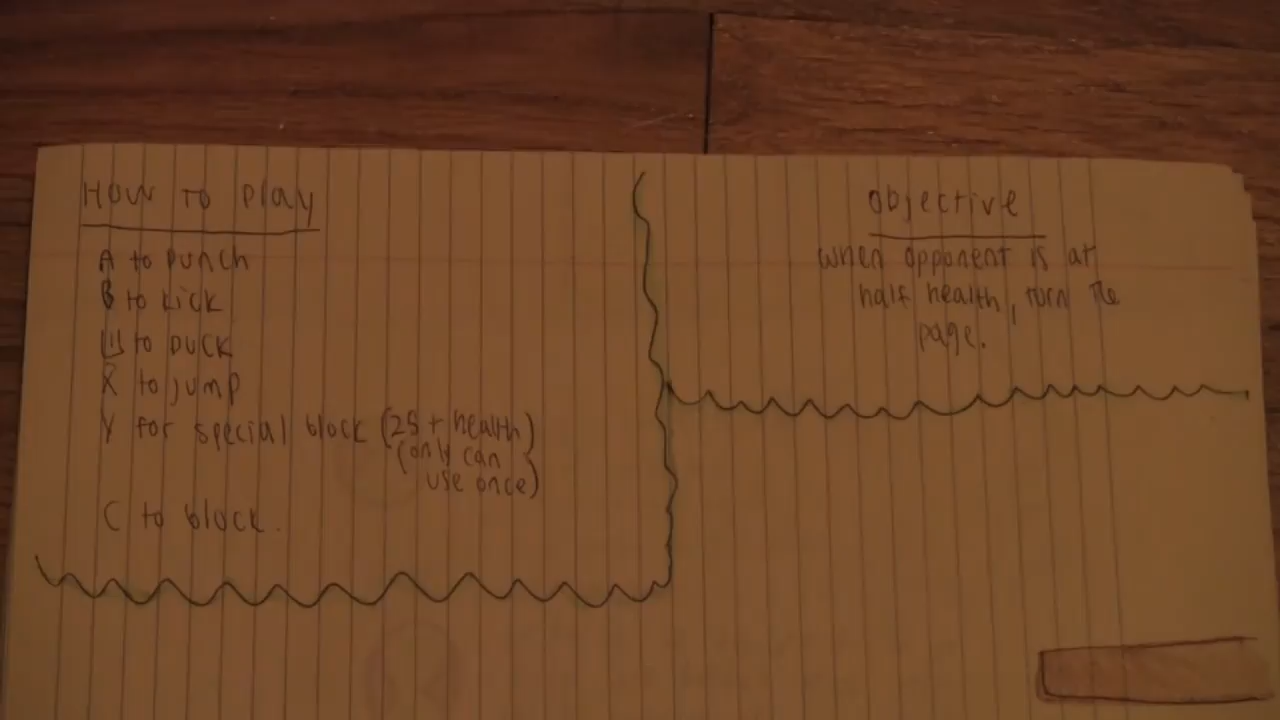 How to play
A to punch
B to kick
to Duck
X to jump
Y for special block (25 + health)
(only can
use once)
C to block.
objective
when opponent is at
half health, turn the
page.